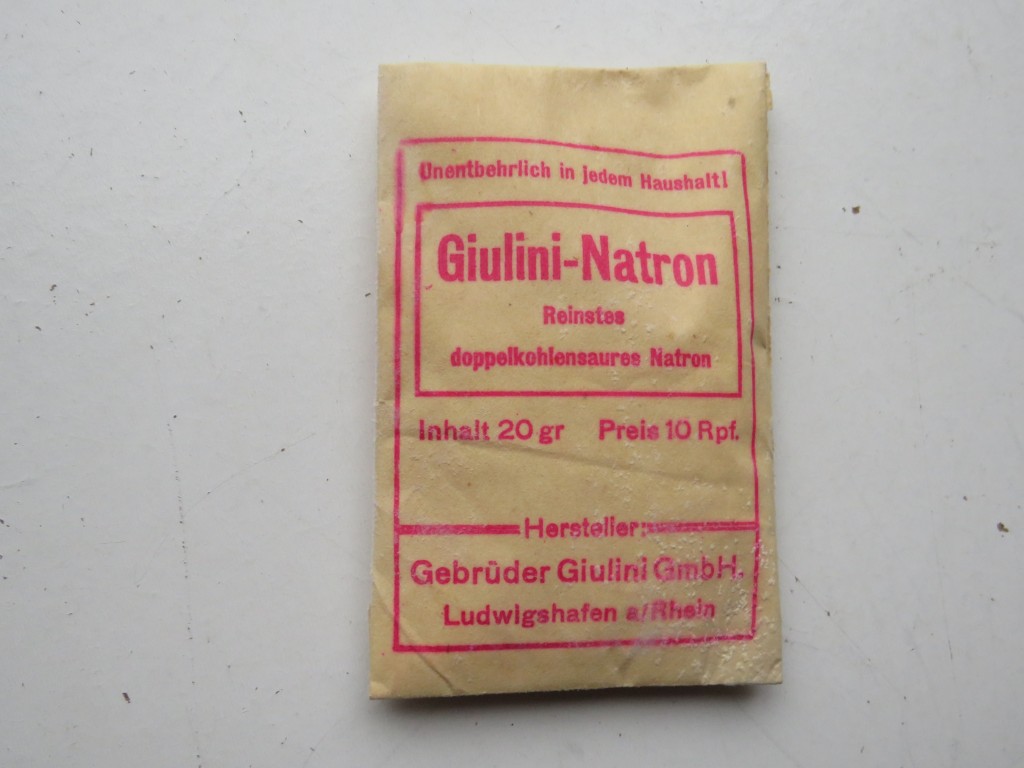 Unentbehrlich in jedem Haushalt!
Giulini-Natron
Reinstes
doppelkohlensaures Natron
Inhalt 20 gr Preis 10 Rpf.
Hersteller:
Gebrüder Giulini GmbH.
Ludwigshafen a/Rhein